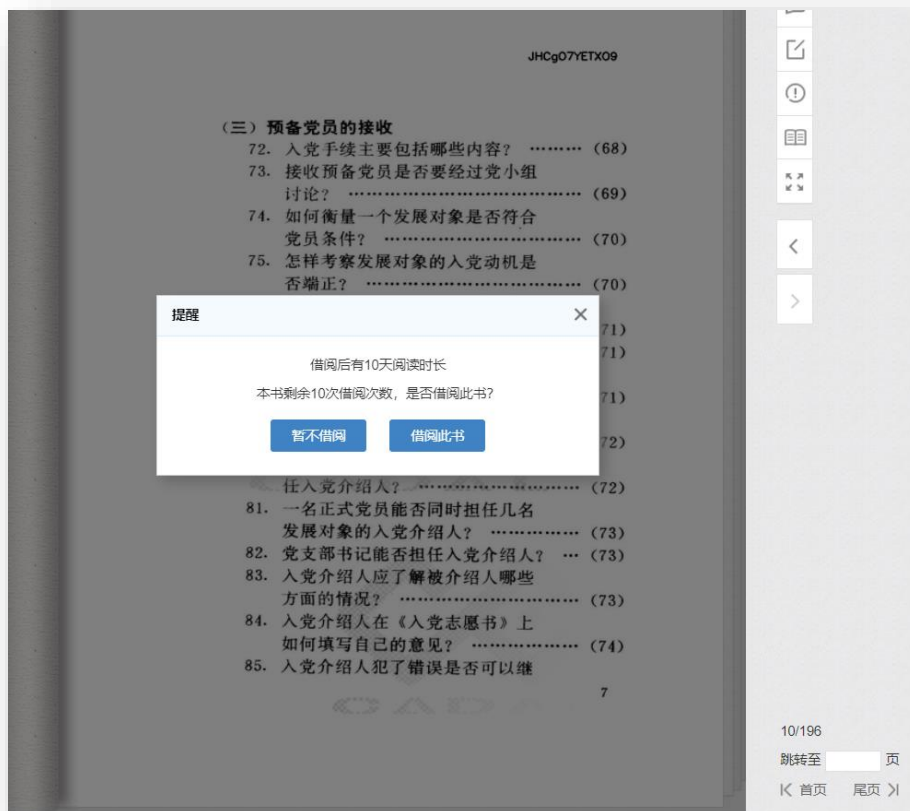 JHCgO7YETXO9
(三) 预备党员的接收
72. 入党手续主要包括哪些内容? ……… (68)
73. 接收预备党员是否要经过党小组
讨论? ……………………………… (69)
74. 如何衡量一个发展对象是否符合
党员条件? ………………………… (70)
75. 怎样考察发展对象的入党动机是
否端正? …………………………… (70)
提醒
71)
71)
借阅后有10天阅读时长
本书剩余10次借阅次数，是否借阅此书?
71)
暂不借阅 借阅此书
72)
任入党介绍人? …………………… (72)
81. 一名正式党员能否同时担任几名
发展对象的入党介绍人? …………… (73)
82. 党支部书记能否担任入党介绍人? … (73)
83. 入党介绍人应了解被介绍人哪些
方面的情况? ……………………… (73)
84. 入党介绍人在《入党志愿书》上
如何填写自己的意见? ……………… (74)
85. 入党介绍人犯了错误是否可以继
7
10/196
跳转至 页
首页 尾页